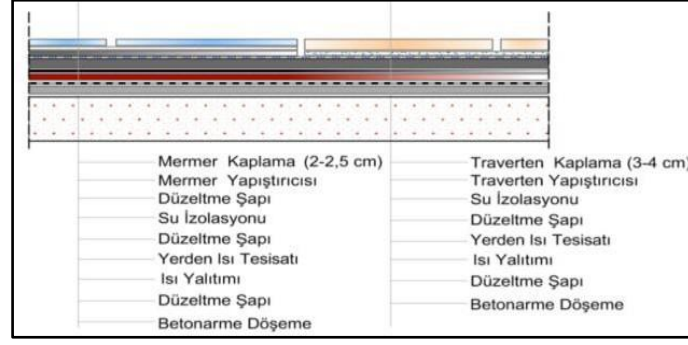 Mermer Kaplama (2-2,5 cm)
Mermer Yapıştırıcısı
Düzeltme Şapı
Su İzolasyonu
Düzeltme Şapı
Yerden Isı Tesisatı
Isı Yalıtımı
Düzeltme Şapı
Betonarme Döşeme
Traverten Kaplama (3-4 cm)
Traverten Yapıştırıcısı
Su İzolasyonu
Düzeltme Şapı
Yerden Isı Tesisatı
Isı Yalıtımı
Düzeltme Şapı
Betonarme Döşeme